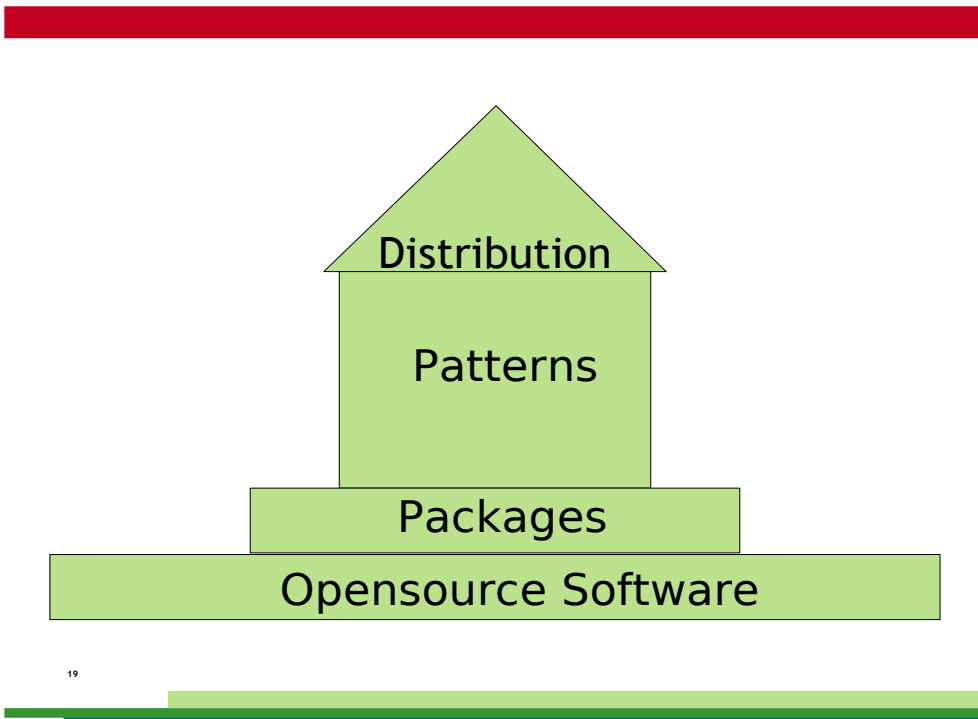 Distribution
Patterns
Packages
Opensource Software
19